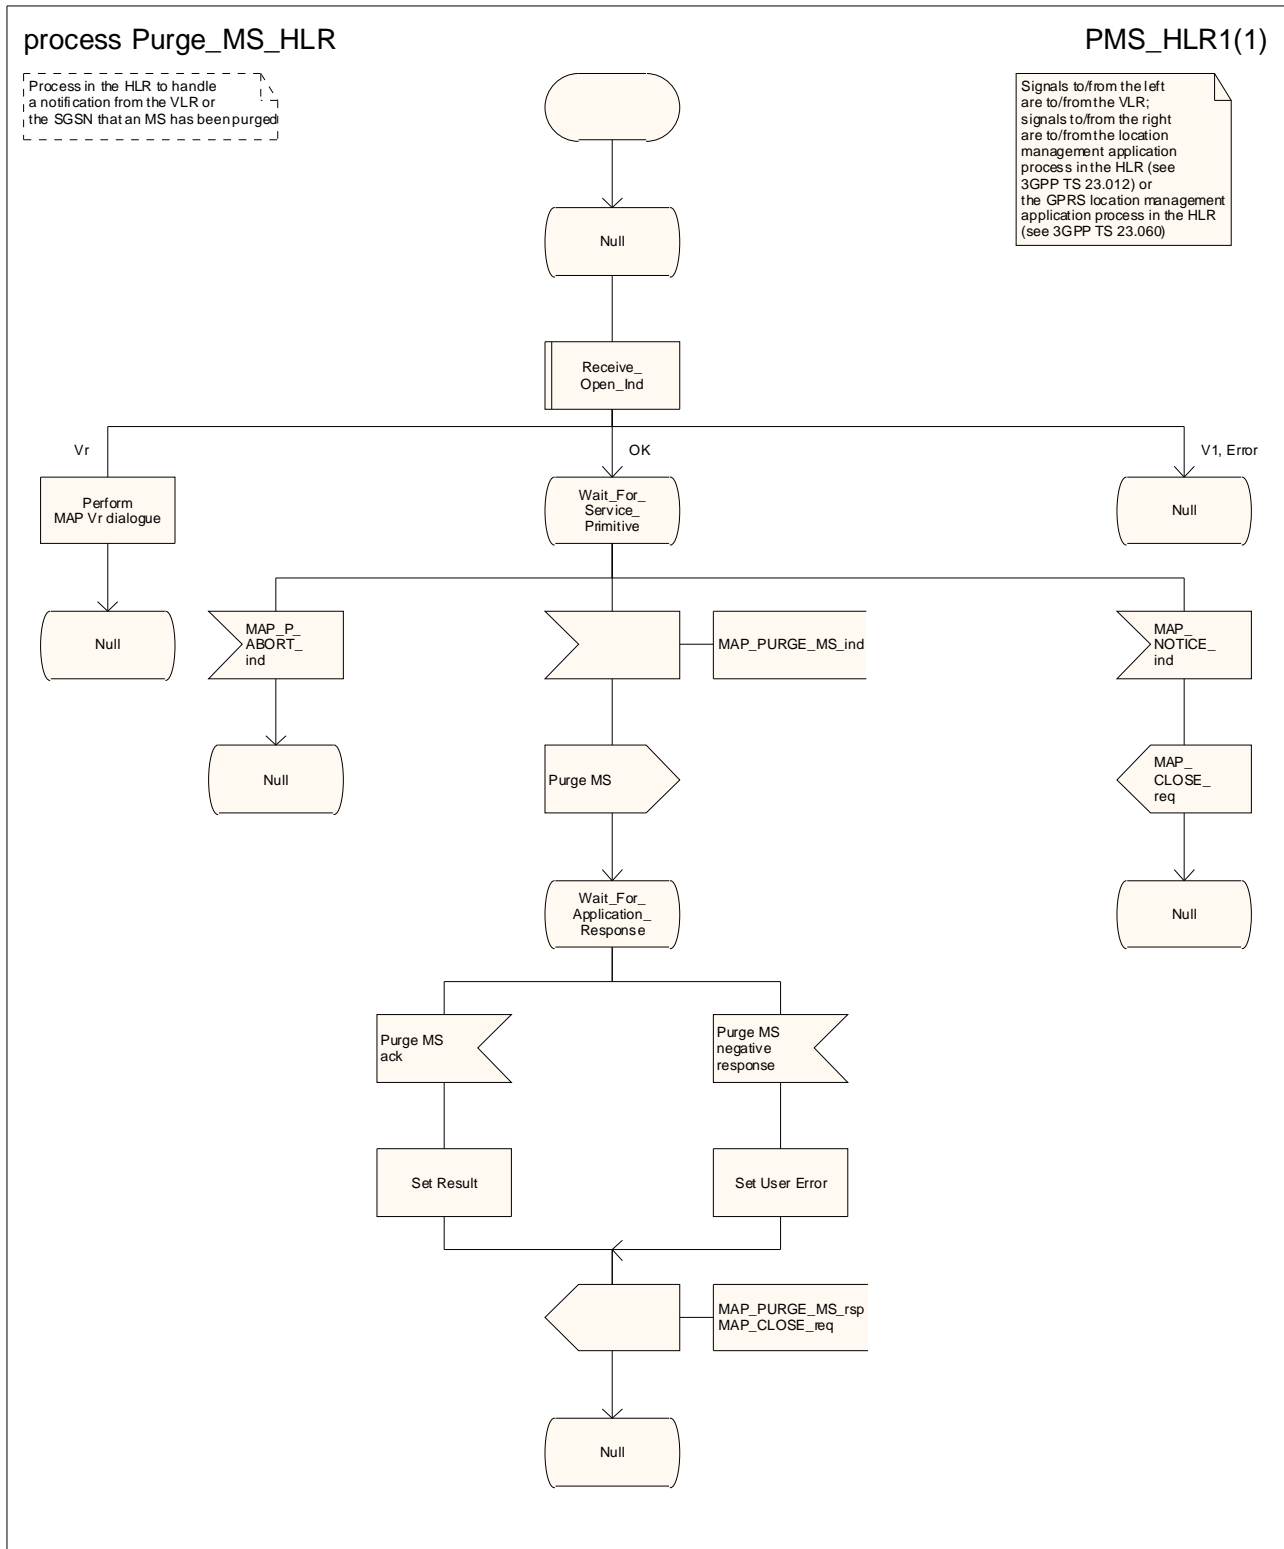 process Purge_MS_HLR
PMS_HLR1(1)
Process in the HLR to handle
a notification from the VLR or
the SGSN that an MS has been purged
Signals to/from the left
are to/from the VLR;
signals to/from the right
are to/from the location
management application
process in the HLR (see
3GPP TS 23.012) or
the GPRS location management
application process in the HLR
(see 3GPP TS 23.060)
Null
Receive_
Open_Ind
Vr
OK
V1, Error
Perform
MAP Vr dialogue
Wait_For_
Service_
Primitive
Null
Null
MAP_P_
ABORT_
ind
MAP_PURGE_MS_ind
MAP_
NOTICE_
ind
Null
Purge MS
MAP_
CLOSE_
req
Wait_For_
Application_
Response
Null
Purge MS
ack
Purge MS
negative
response
Set Result
Set User Error
MAP_PURGE_MS_rsp
MAP_CLOSE_req
Null